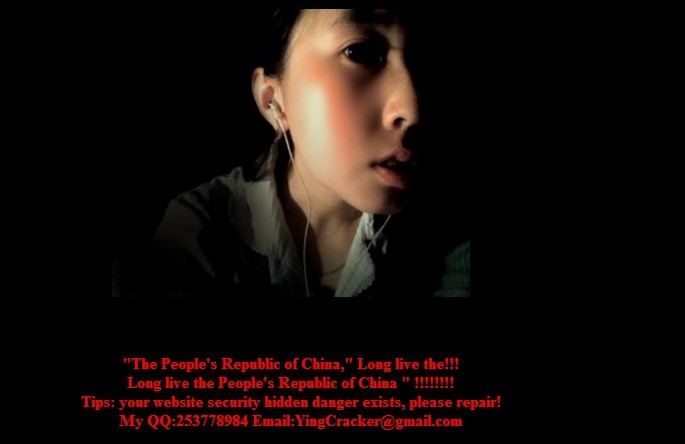 "The People's Republic of China," Long live the!!!
Long live the People's Republic of China " !!!!!!!!
Tips: your website security hidden danger exists, please repair!
My QQ:253778984 Email:YingCracker@gmail.com